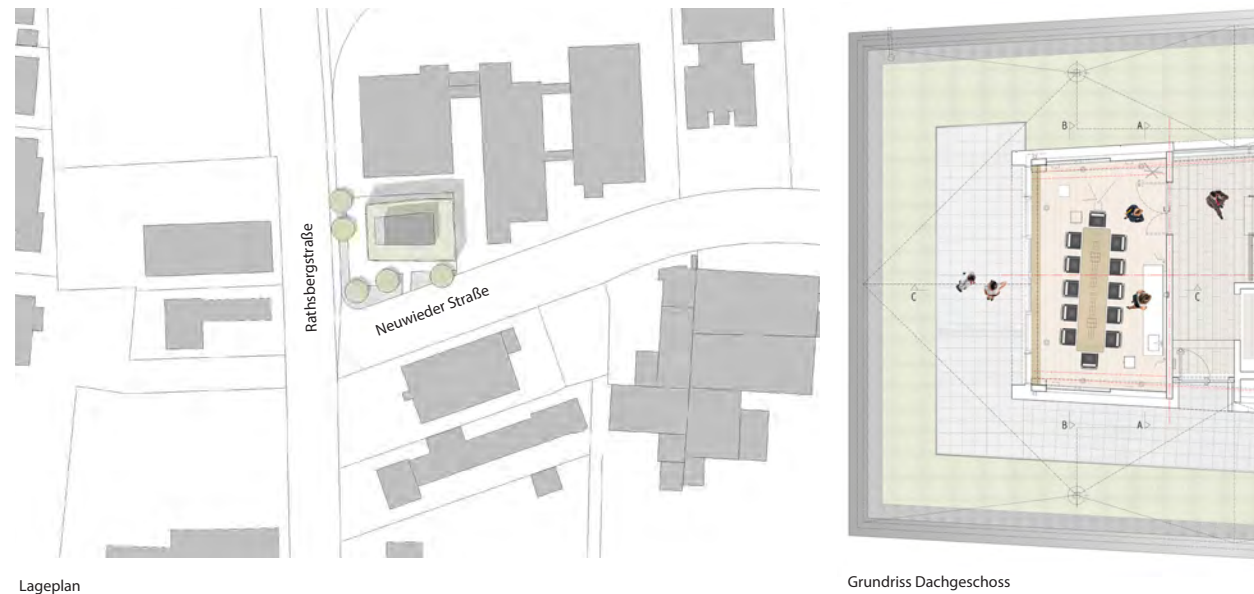 Rathsbergstraße
Neuwieder Straße
Lageplan
B
A
C
C
B
A
Grundriss Dachgeschoss